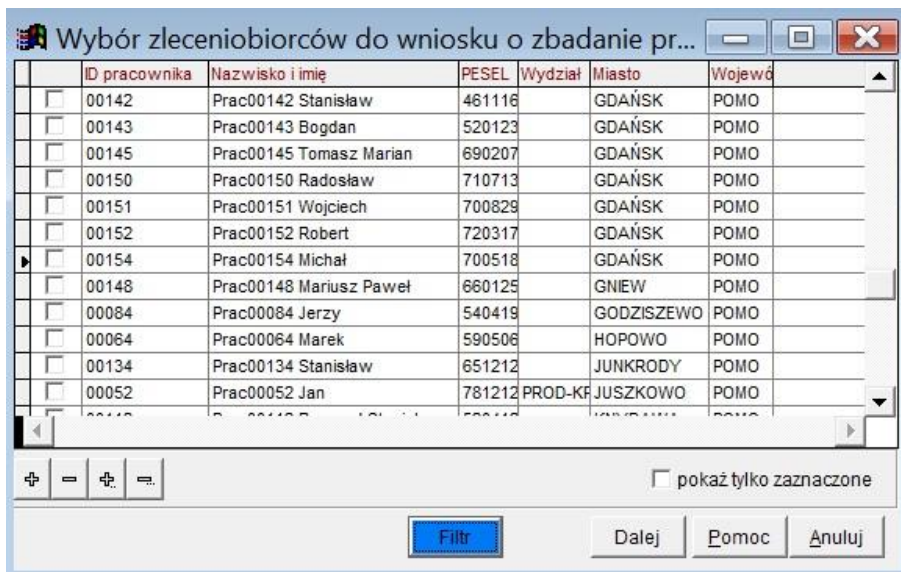 Wybór zleceniobiorców do wniosku o zbadanie pr...
ID pracownika Nazwisko i imię PESEL Wydział Miasto Wojewó
00142 Prac00142 Stanisław 461116 GDAŃSK POMO
00143 Prac00143 Bogdan 520123 GDAŃSK POMO
00145 Prac00145 Tomasz Marian 690207 GDAŃSK POMO
00150 Prac00150 Radosław 710713 GDAŃSK POMO
00151 Prac00151 Wojciech 700829 GDAŃSK POMO
00152 Prac00152 Robert 720317 GDAŃSK POMO
00154 Prac00154 Michał 700518 GDAŃSK POMO
00148 Prac00148 Mariusz Paweł 660125 GNIEW POMO
00084 Prac00084 Jerzy 540419 GODZISZEWO POMO
00064 Prac00064 Marek 590506 HOPOWO POMO
00134 Prac00134 Stanisław 651212 JUNKRODY POMO
00052 Prac00052 Jan 781212 PROD-KF JUSZKOWO POMO
pokaż tylko zaznaczone
Filtr Dalej Pomoc Anuluj